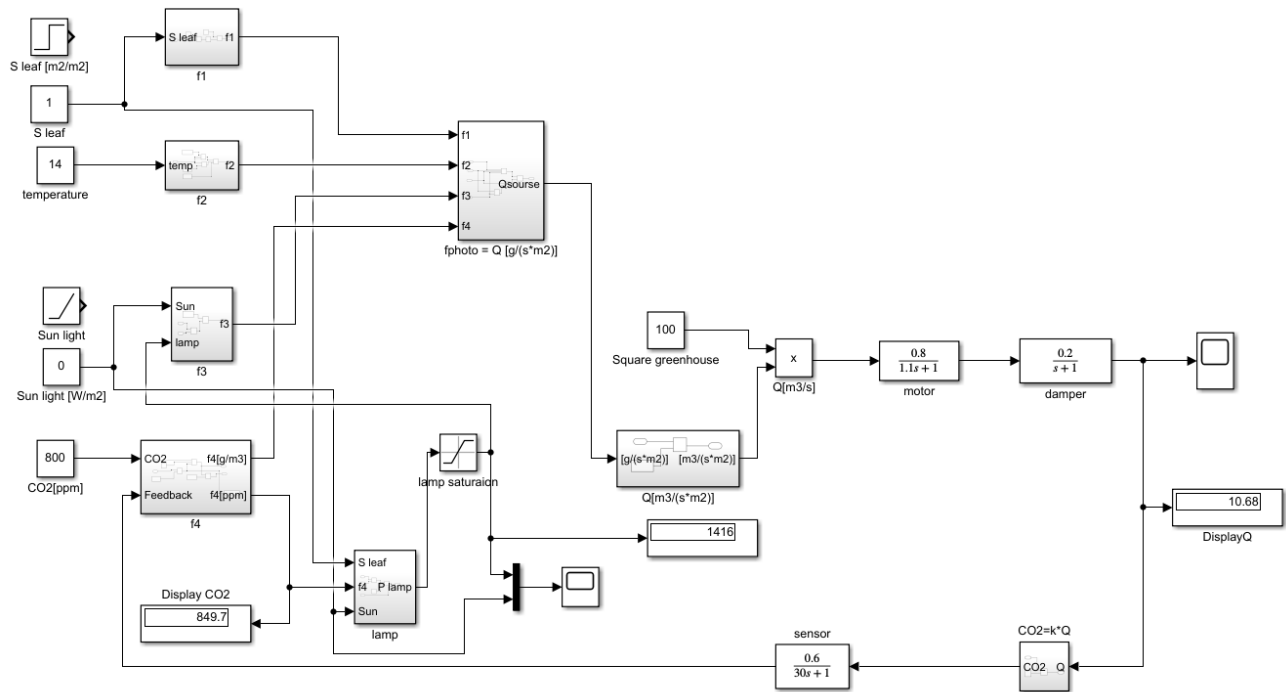 S leaf [m2/m2]
1
S leaf
14
temperature
S leaf
f1
f1
temp
f2
f2
f1
f2
f3
f4
Qsourse
fphoto = Q [g/(s*m2)]
Sun light
0
Sun light [W/m2]
Sun
lamp
f3
f3
800
CO2[ppm]
CO2
Feedback
f4[g/m3]
f4[ppm]
f4
Display CO2
849.7
S leaf
f4
Sun
P lamp
lamp
lamp saturaion
1416
100
Square greenhouse
x
Q[m3/s]
[g/(s*m2)]
[m3/(s*m2)]
Q[m3/(s*m2)]
0.8
1.1s + 1
motor
0.2
s + 1
damper
10.68
DisplayQ
CO2=k*Q
CO2
Q
sensor
0.6
30s + 1